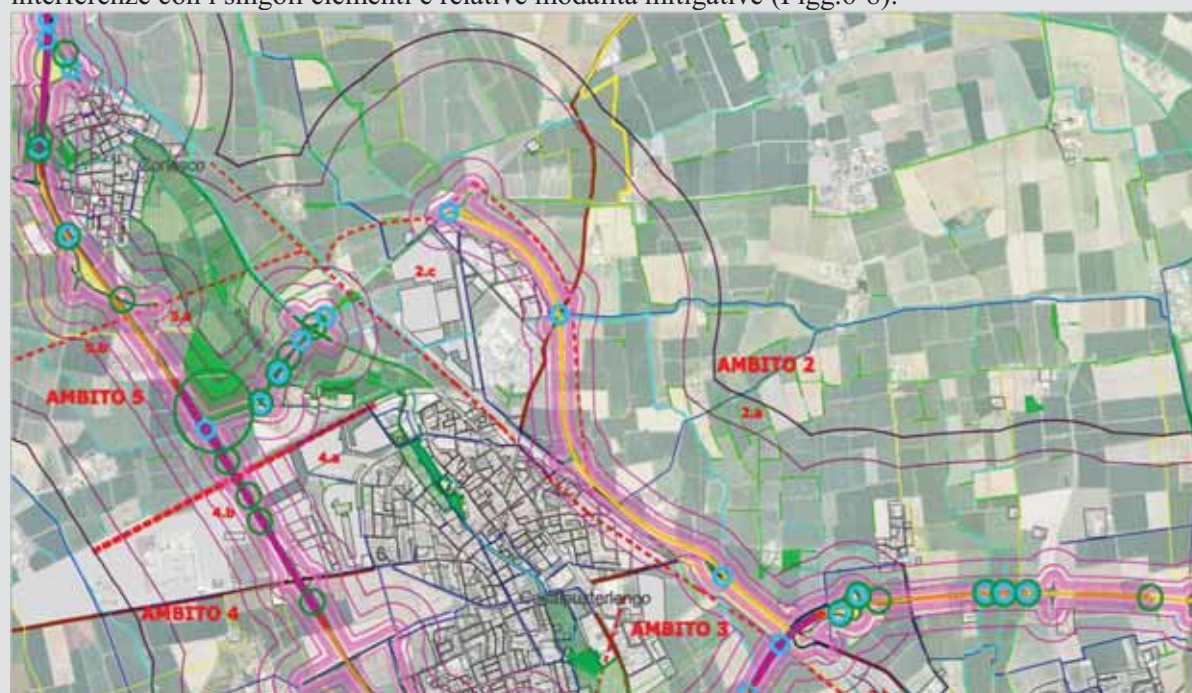 interferenze con i singoli elementi e relative modalità mitigative (Figg.6-8).
2.c
AMBITO 2
2.a
5.b
AMBITO 5
4.a
4.b
AMBITO 4
AMBITO 3